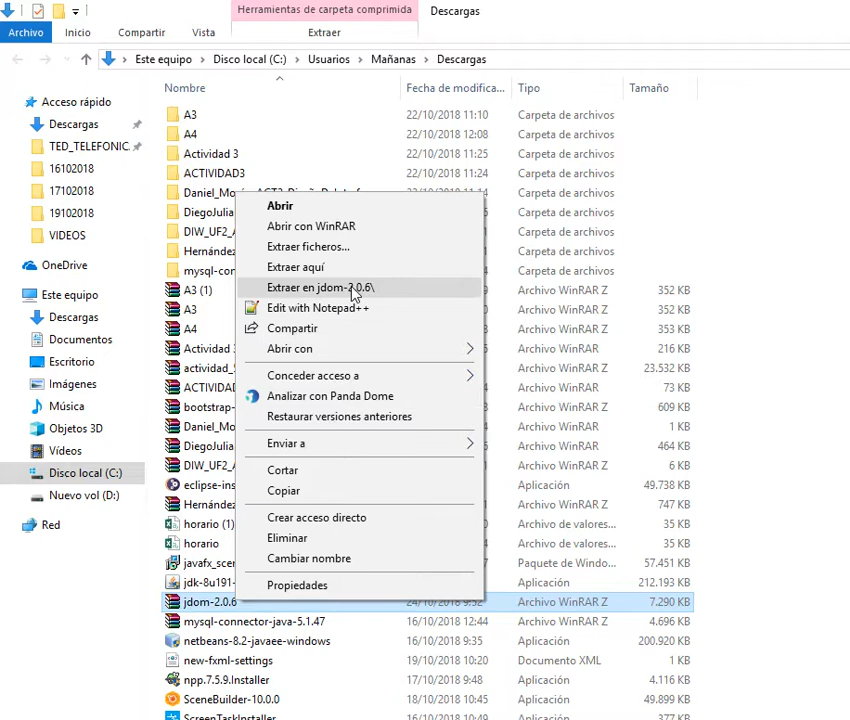 Herramientas de carpeta comprimida Descargas
Archivo Inicio Compartir Vista Extraer
Este equipo Disco local (C:) Usuarios Mañanas Descargas
Nombre Fecha de modifica... Tipo Tamaño
Acceso rápido
Descargas
TED_TELEFONIC
16102018
17102018
19102018
VIDEOS
OneDrive
Este equipo
Descargas
Documentos
Escritorio
Imágenes
Música
Objetos 3D
Vídeos
Disco local (C:)
Nuevo vol (D:)
Red
A3 22/10/2018 11:10 Carpeta de archivos
A4 22/10/2018 12:08 Carpeta de archivos
Actividad 3 22/10/2018 11:25 Carpeta de archivos
ACTIVIDAD3 22/10/2018 11:24 Carpeta de archivos
Carpeta de archivos
DiegoJulia Carpeta de archivos
DIW_UF2_A Carpeta de archivos
Hernández Carpeta de archivos
mysql-con Carpeta de archivos
A3 (1) Archivo WinRAR Z... 352 KB
A3 Archivo WinRAR Z... 352 KB
A4 Archivo WinRAR Z... 352 KB
Actividad 3 Archivo WinRAR 216 KB
actividad_ Archivo WinRAR Z... 23.532 KB
ACTIVIDAD Archivo WinRAR 73 KB
bootstrap- Archivo WinRAR Z... 609 KB
Daniel_Mo Archivo WinRAR 1 KB
DiegoJulia Archivo WinRAR 464 KB
DIW_UF2_A Archivo WinRAR Z... 6 KB
eclipse-ins Aplicación 49.738 KB
Hernández Archivo WinRAR Z... 747 KB
horario (1) Archivo de valores... 35 KB
horario Archivo de valores... 35 KB
javafx_scen Paquete de Windo... 57.451 KB
jdk-8u191- Aplicación 212.193 KB
jdom-2.0.6 24/10/2018 9:52 Archivo WinRAR Z... 7.290 KB
mysql-connector-java-5.1.47 16/10/2018 12:44 Archivo WinRAR Z... 4.696 KB
netbeans-8.2-javaee-windows 16/10/2018 9:35 Aplicación 200.920 KB
new-fxml-settings 19/10/2018 10:20 Documento XML 1 KB
npp.7.5.9.Installer 17/10/2018 9:48 Aplicación 4.116 KB
SceneBuilder-10.0.0 18/10/2018 10:45 Aplicación 49.899 KB
ScreenTaskInstaller Aplicación 377 KB
Abrir
Abrir con WinRAR
Extraer ficheros...
Extraer aquí
Extraer en jdom-2.0.6\
Edit with Notepad++
Compartir
Abrir con
Conceder acceso a
Analizar con Panda Dome
Restaurar versiones anteriores
Enviar a
Cortar
Copiar
Crear acceso directo
Eliminar
Cambiar nombre
Propiedades